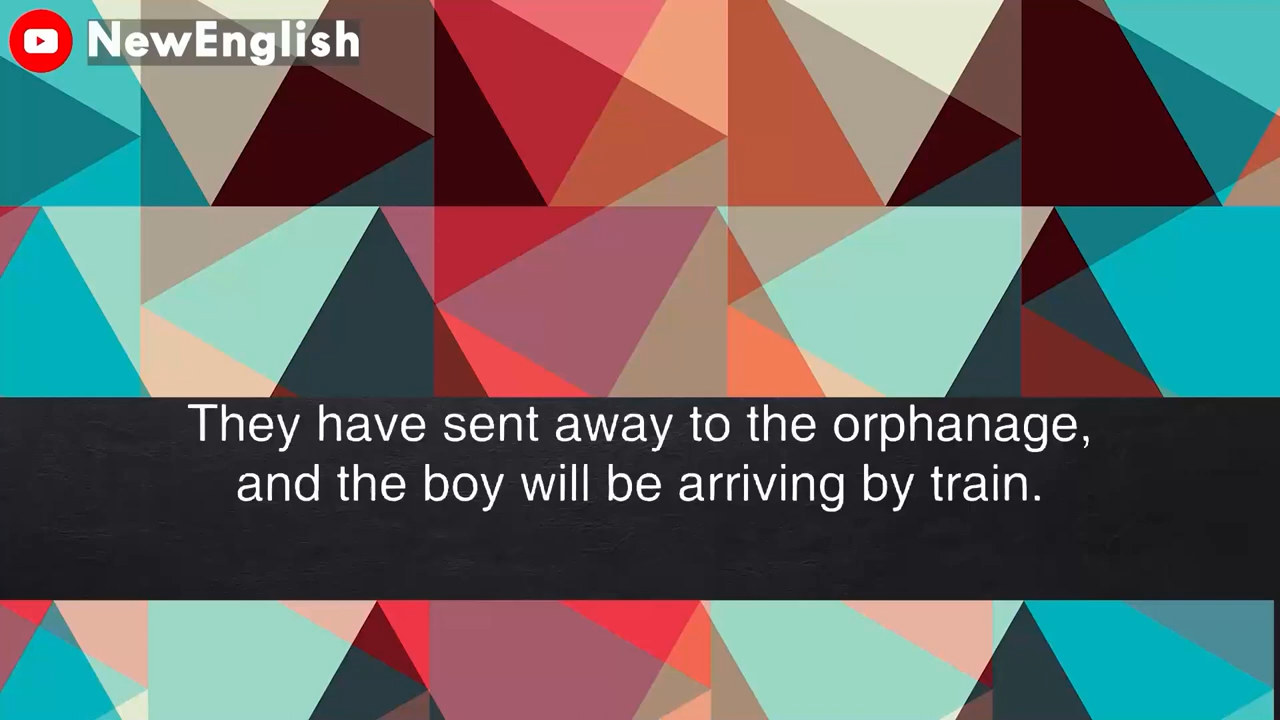 NewEnglish
They have sent away to the orphanage,
and the boy will be arriving by train.